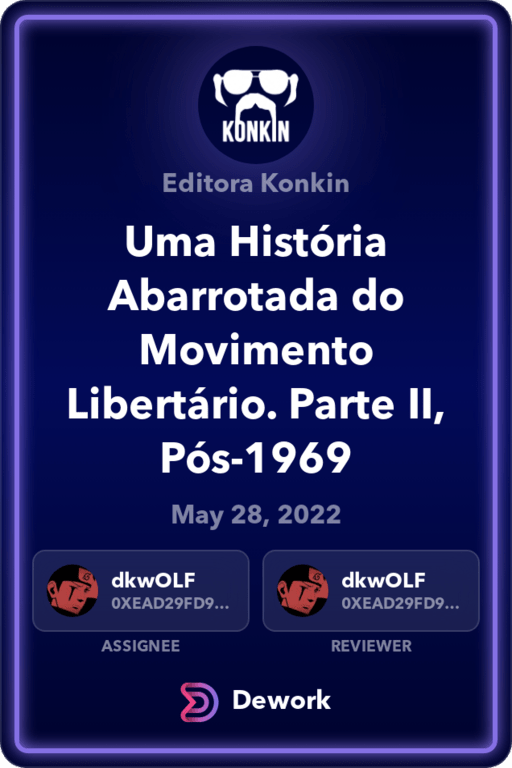 KONKIN
Editora Konkin
Uma História
Abarrotada do
Movimento
Libertário. Parte II,
Pós-1969
May 28, 2022
dkwOLF
0XEAD29FD9...
ASSIGNEE
dkwOLF
0XEAD29FD9...
REVIEWER
Dework